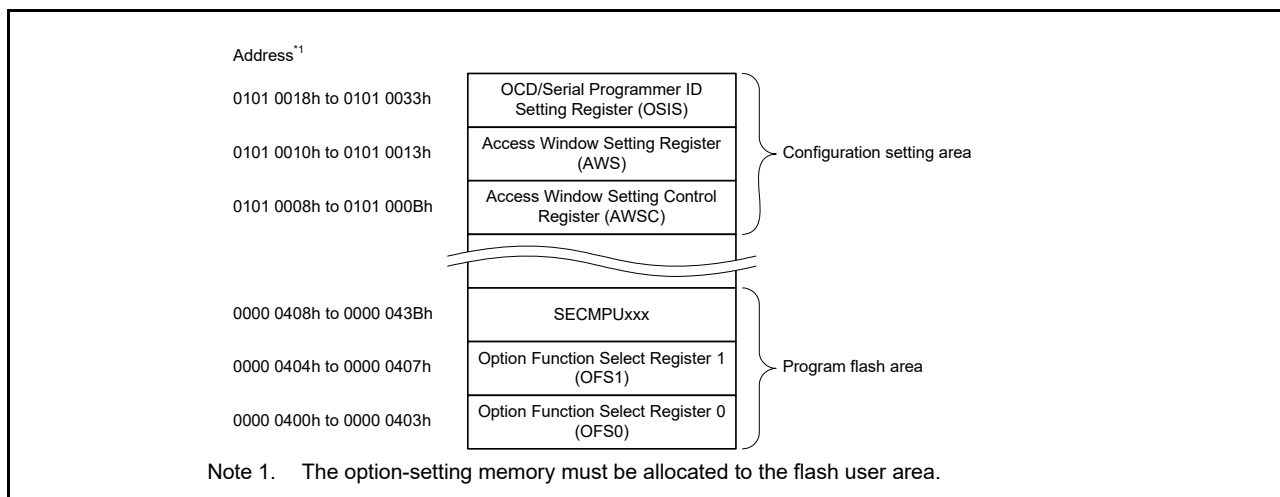 Address*1
0101 0018h to 0101 0033h
OCD/Serial Programmer ID
Setting Register (OSIS)
0101 0010h to 0101 0013h
Access Window Setting Register
(AWS)
Configuration setting area
0101 0008h to 0101 000Bh
Access Window Setting Control
Register (AWSC)
0000 0408h to 0000 043Bh
SECMPUxxx
0000 0404h to 0000 0407h
Option Function Select Register 1
(OFS1)
Program flash area
0000 0400h to 0000 0403h
Option Function Select Register 0
(OFS0)
Note 1. The option-setting memory must be allocated to the flash user area.